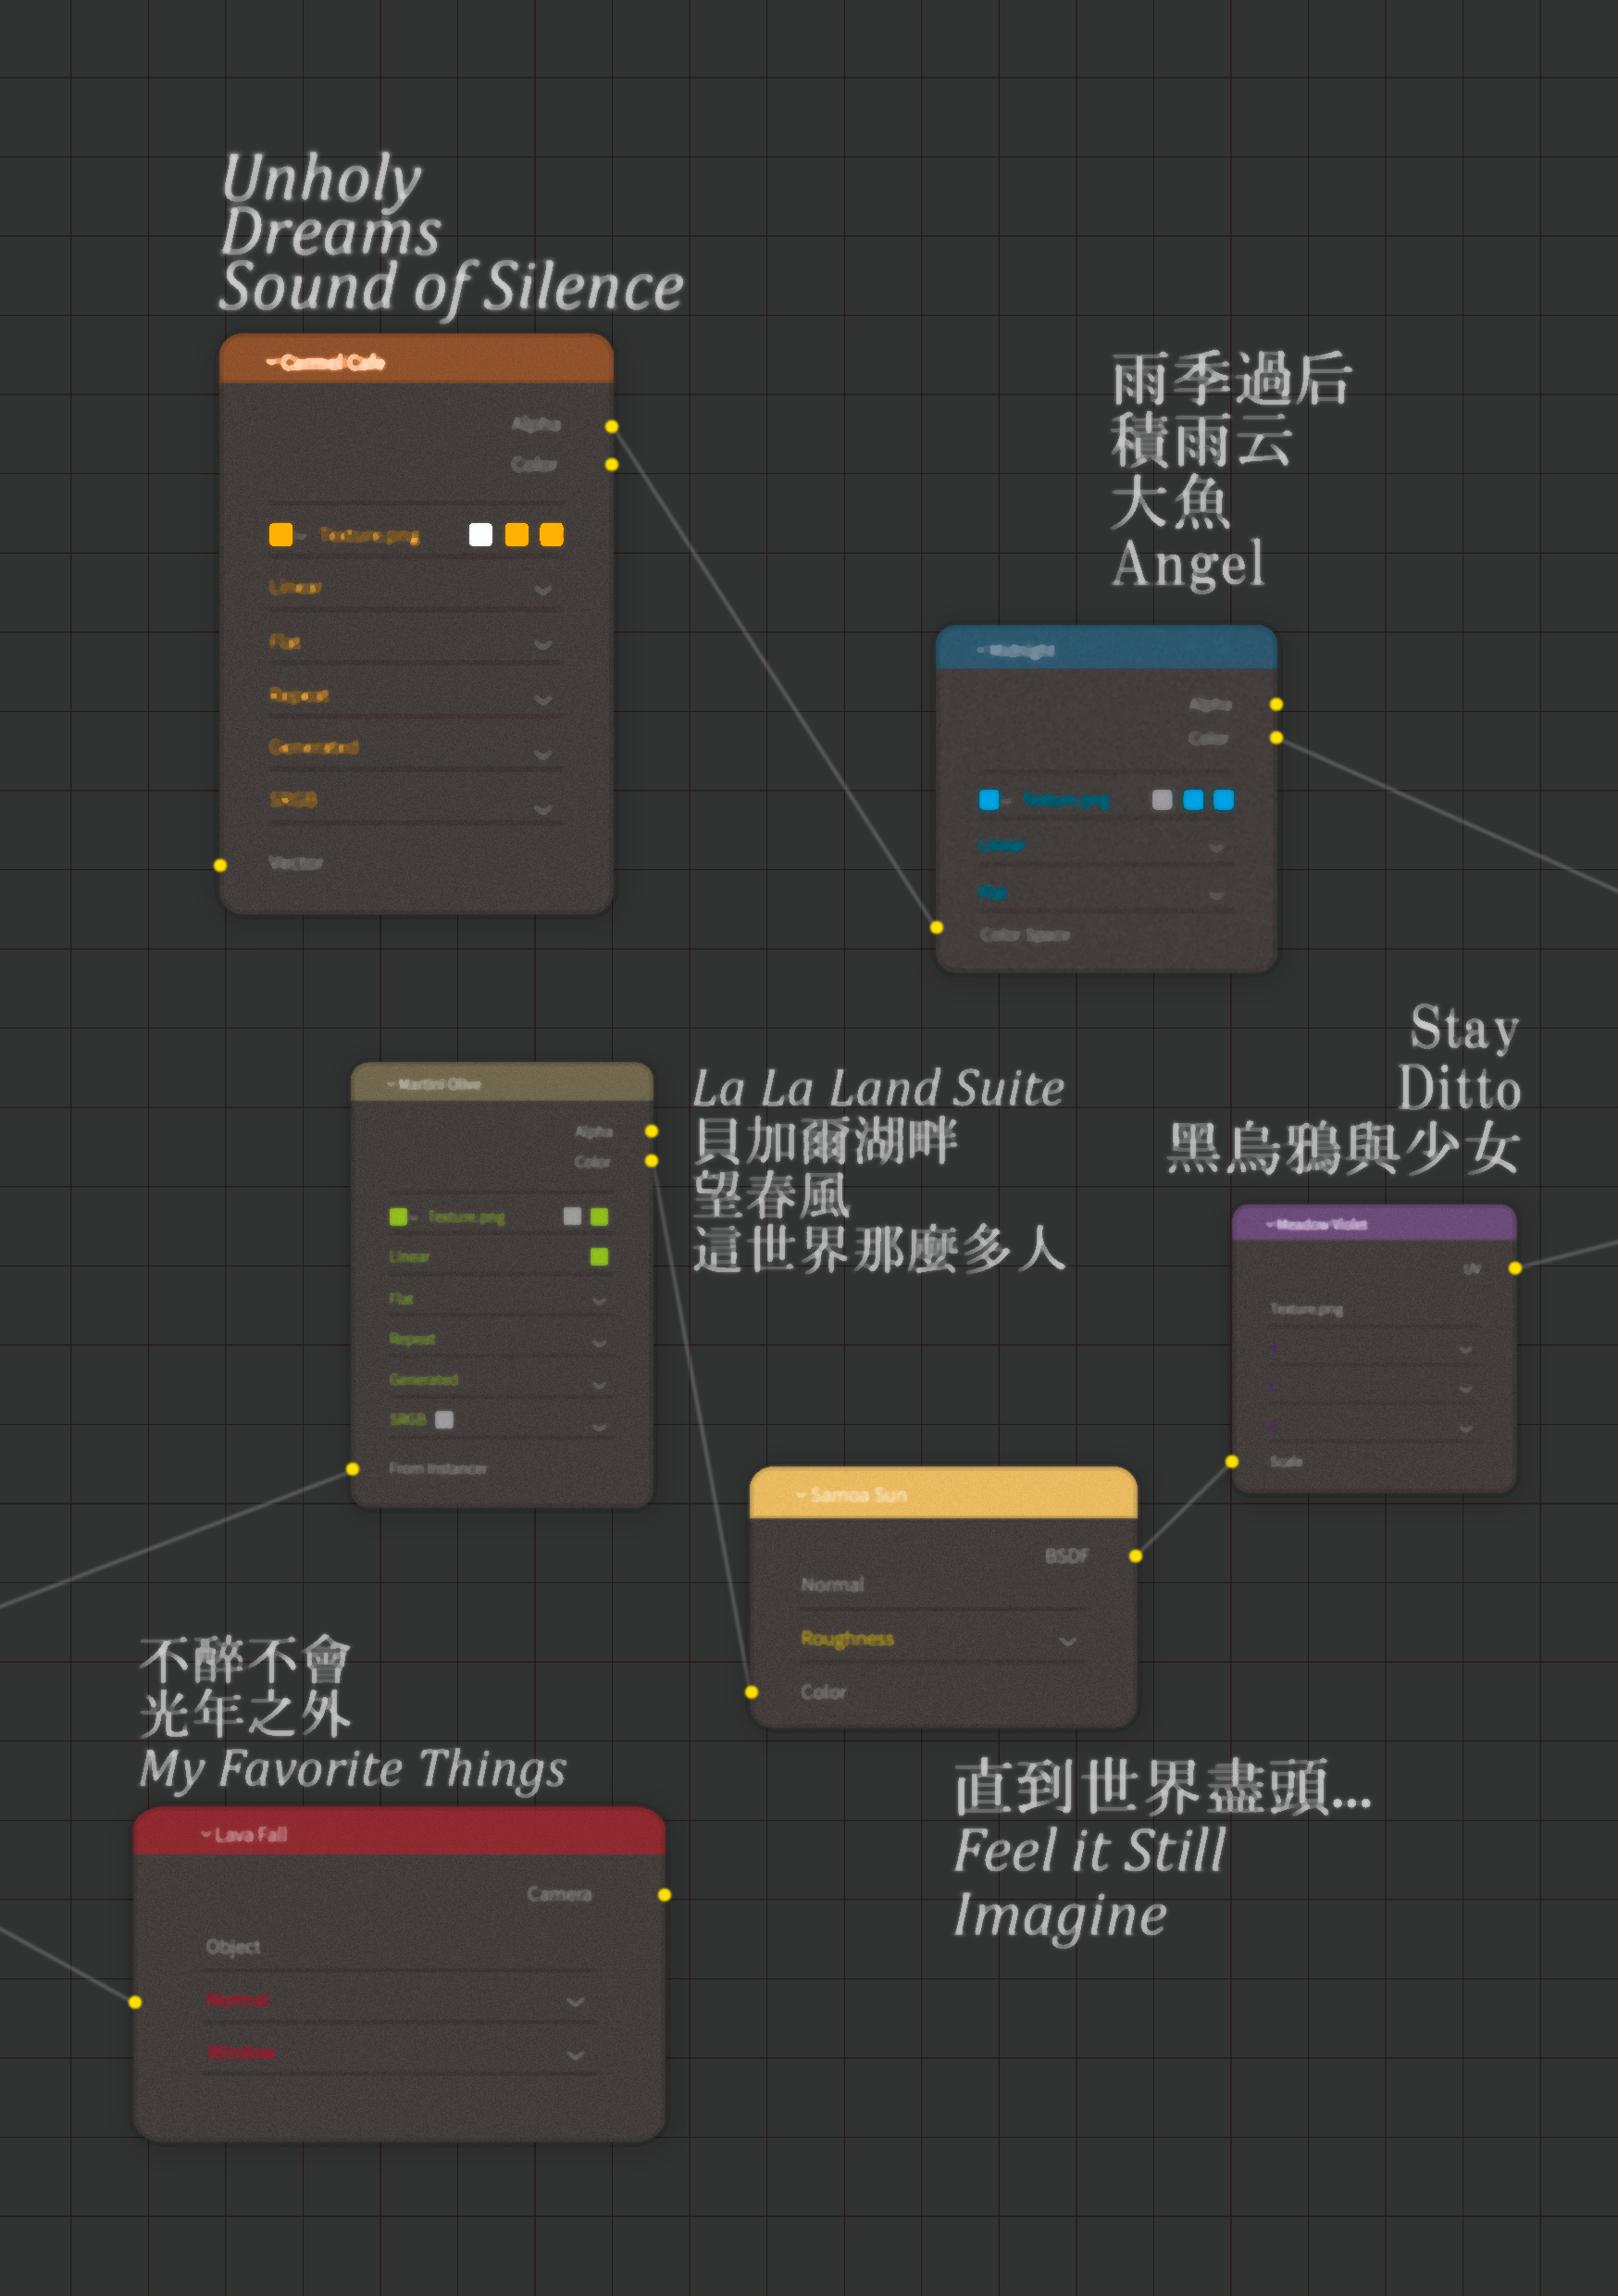 Unholy
Dreams
Sound of Silence
Alpha
Color
Texture.png
Linear
Flat
Repeat
Generated
SRGB
Vector
雨季過后
積雨云
大魚
Angel
Midnight
Alpha
Color
Texture.png
Linear
Flat
Color Space
Martini Olive
Alpha
Color
Texture.png
Linear
Flat
Repeat
Generated
SRGB
From Instancer
La La Land Suite
貝加爾湖畔
望春風
這世界那麼多人
Stay
Ditto
黑烏鴉與少女
Meadow Violet
UV
Texture.png
Scale
Samoa Sun
BSDF
Normal
Roughness
Color
不醉不會
光年之外
My Favorite Things
Lava Fall
Camera
Object
Normal
Window
直到世界盡頭...
Feel it Still
Imagine